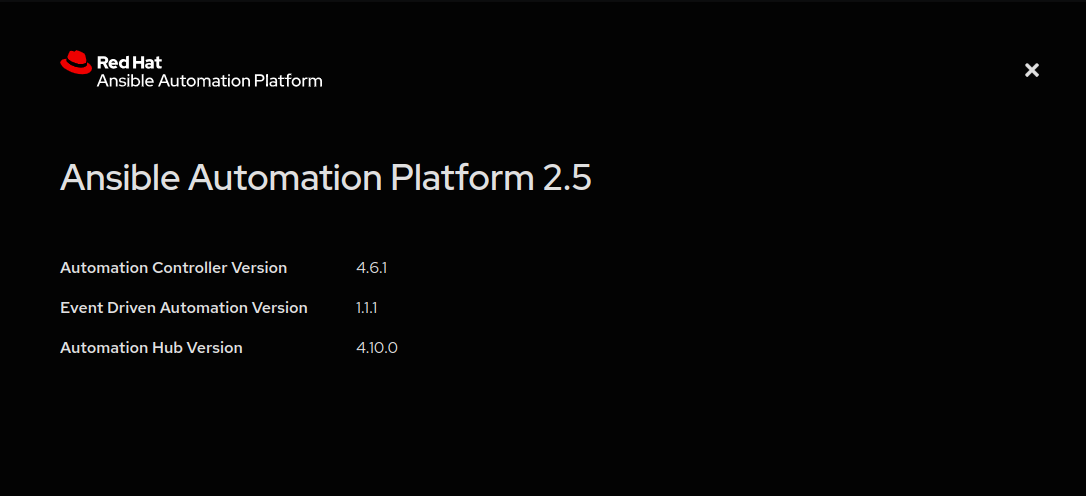 Red Hat
Ansible Automation Platform
Ansible Automation Platform 2.5
Automation Controller Version 4.6.1
Event Driven Automation Version 1.1.1
Automation Hub Version 4.10.0